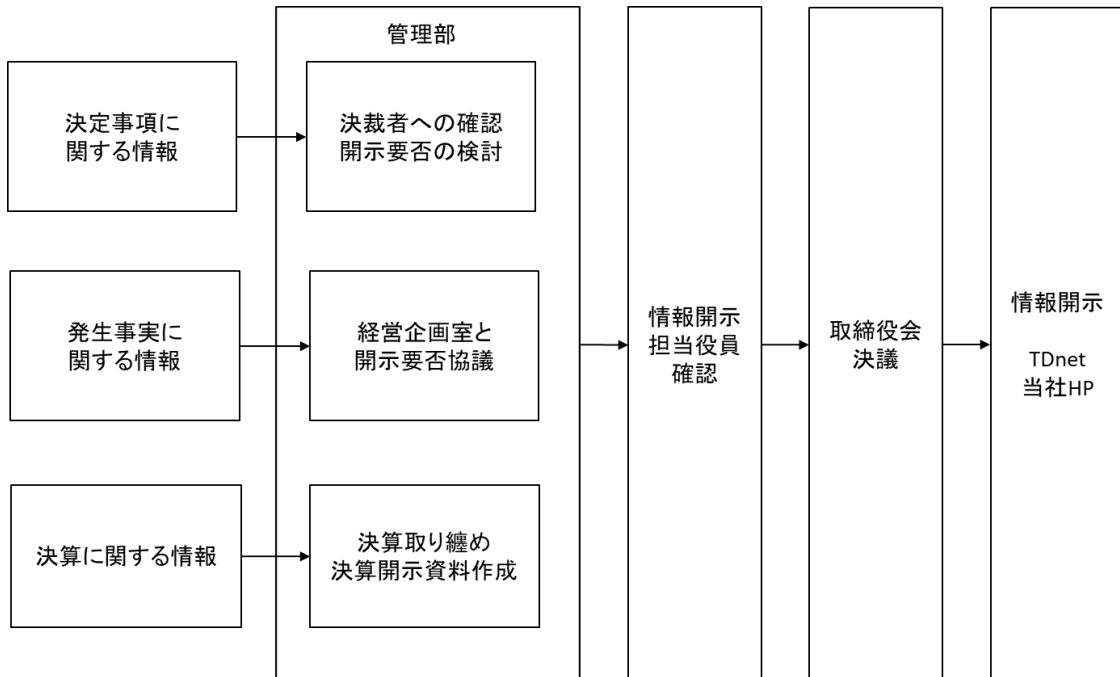 管理部
決定事項に
関する情報
決裁者への確認
開示要否の検討
発生事実に
関する情報
経営企画室と
開示要否協議
決算に関する情報
決算取り纏め
決算開示資料作成
情報開示
担当役員
確認
取締役会
決議
情報開示
TDnet
当社HP